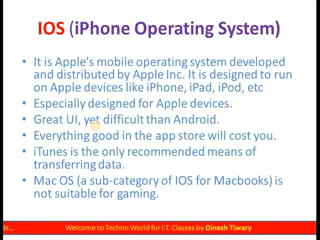 IOS (iPhone Operating System)
• It is Apple's mobile operating system developed
and distributed by Apple Inc. It is designed to run
on Apple devices like iPhone, iPad, iPod, etc
• Especially designed for Apple devices.
• Great UI, yet difficult than Android.
• Everything good in the app store will cost you.
• iTunes is the only recommended means of
transferring data.
• Mac OS (a sub-category of IOS for Macbooks) is
not suitable for gaming.
ds... Welcome to Techno World for I.T. Classes by Dinesh Tiwary